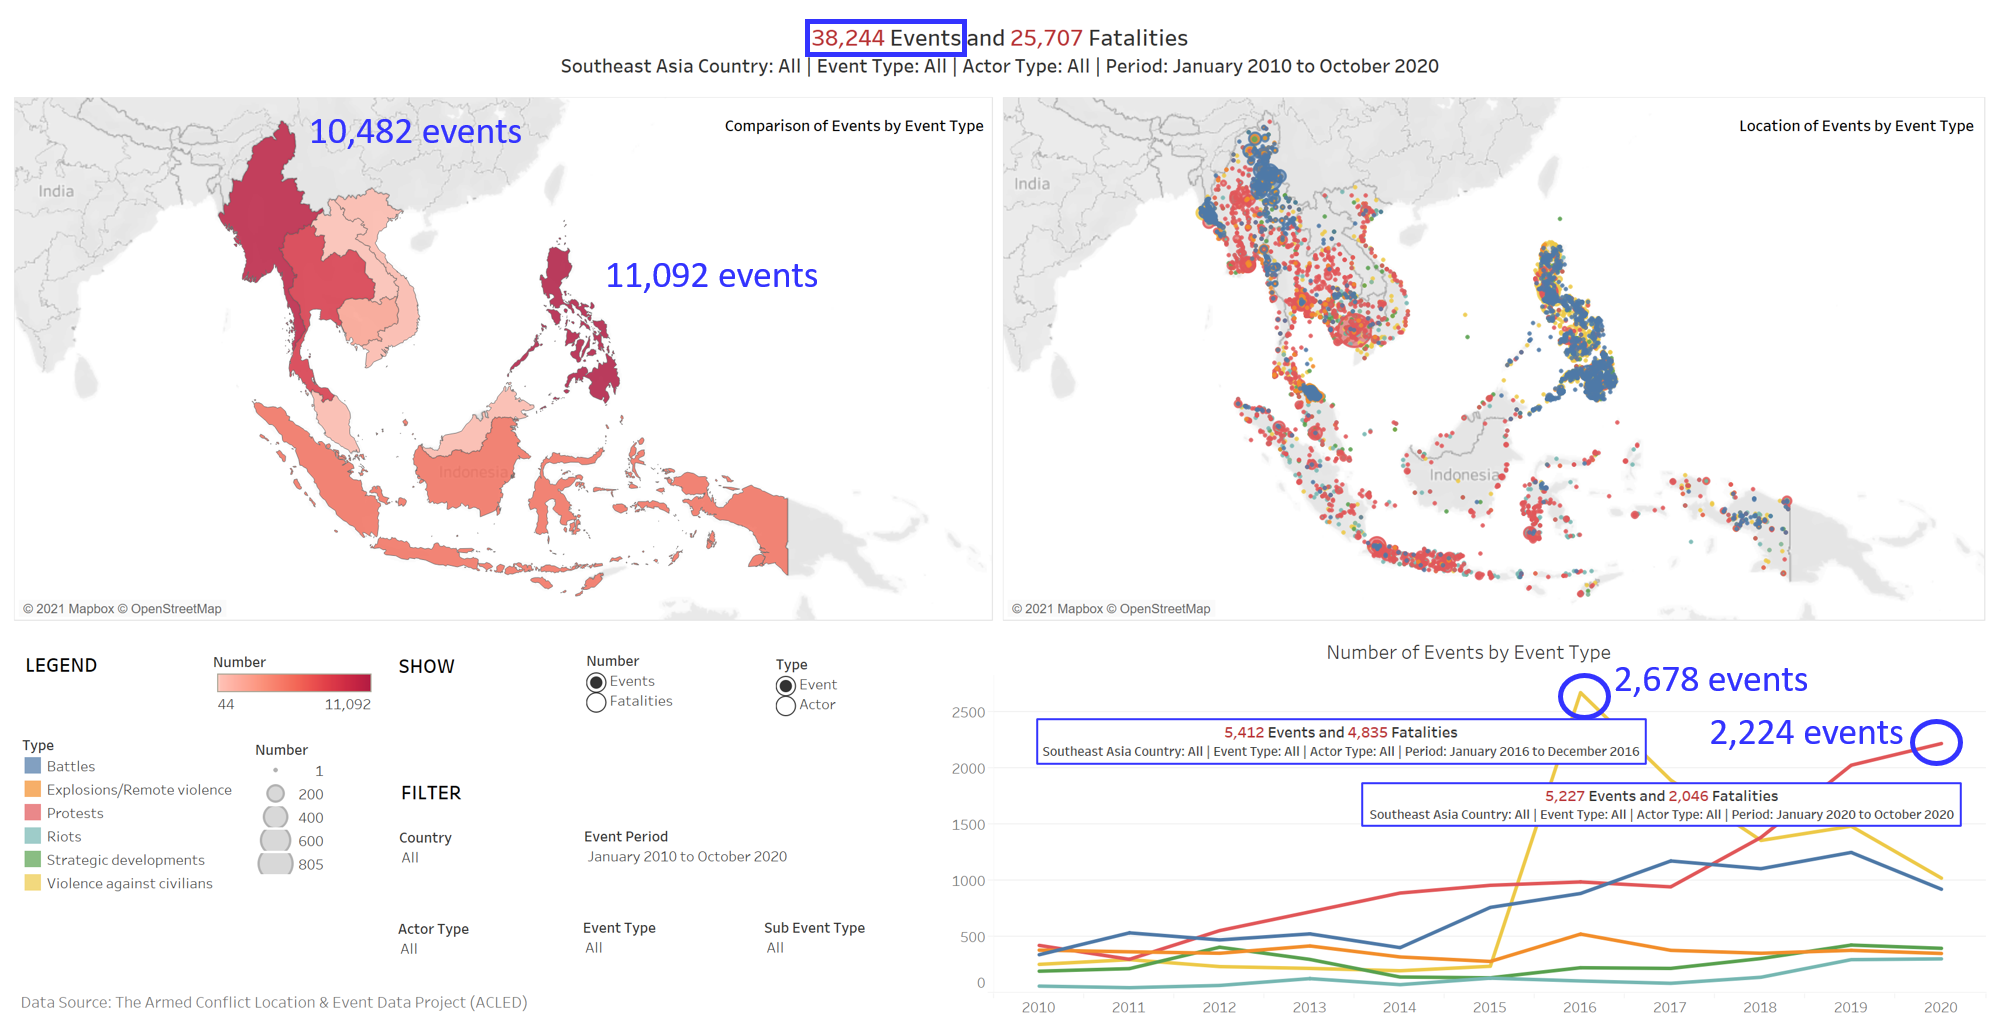 38,244 Events and 25,707 Fatalities
Southeast Asia Country: All | Event Type: All | Actor Type: All | Period: January 2010 to October 2020
10,482 events
Comparison of Events by Event Type
India
11,092 events
Indonesia
© 2021 Mapbox © OpenStreetMap
Location of Events by Event Type
India
Indonesia
© 2021 Mapbox © OpenStreetMap
LEGEND
Number
44 11,092
SHOW
Number
Events
Fatalities
Type
Event
Actor
Type
Battles
Explosions/Remote violence
Protests
Riots
Strategic developments
Violence against civilians
Number
1
200
400
600
805
FILTER
Country
All
Event Period
January 2010 to October 2020
Actor Type
All
Event Type
All
Sub Event Type
All
Number of Events by Event Type
2,678 events
2,224 events
5,412 Events and 4,835 Fatalities
Southeast Asia Country: All | Event Type: All | Actor Type: All | Period: January 2016 to December 2016
5,227 Events and 2,046 Fatalities
Southeast Asia Country: All | Event Type: All | Actor Type: All | Period: January 2020 to October 2020
2500
2000
1500
1000
500
0
2010 2011 2012 2013 2014 2015 2016 2017 2018 2019 2020
Data Source: The Armed Conflict Location & Event Data Project (ACLED)